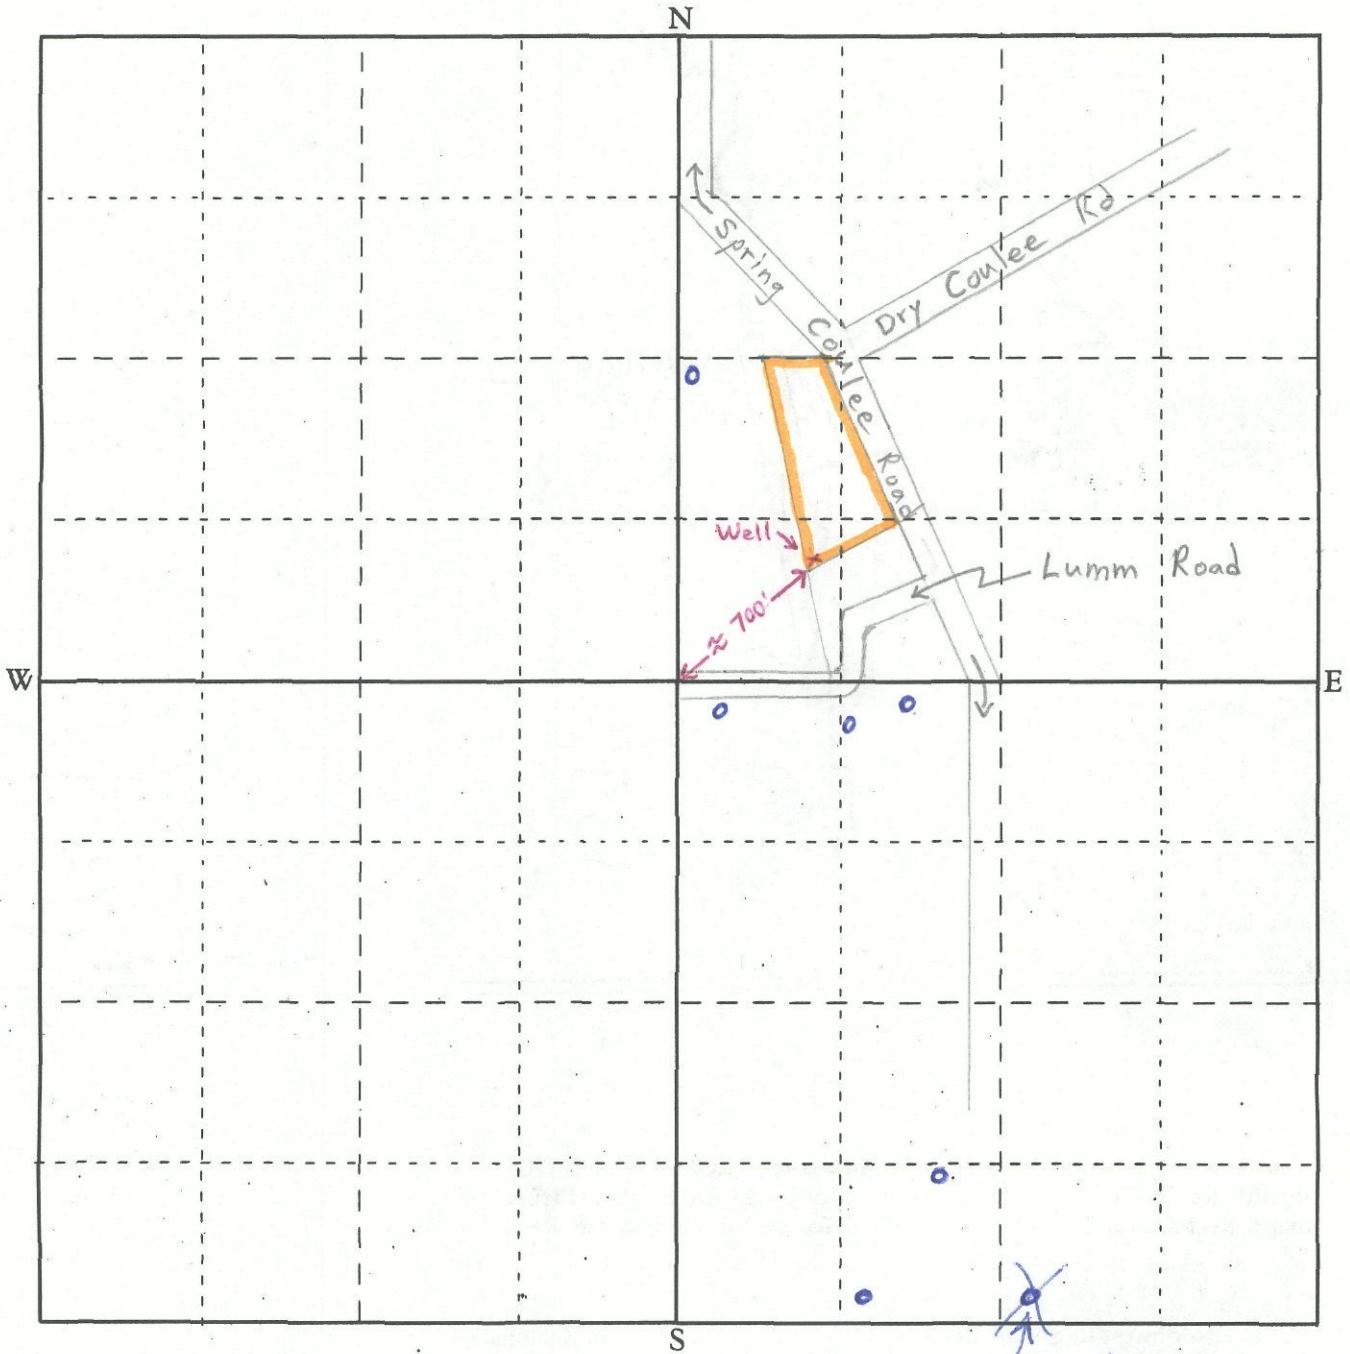 N
Spring Coulee Road
Dry Coulee Rd
Well
≈ 700'
Lumm Road
W
E
S